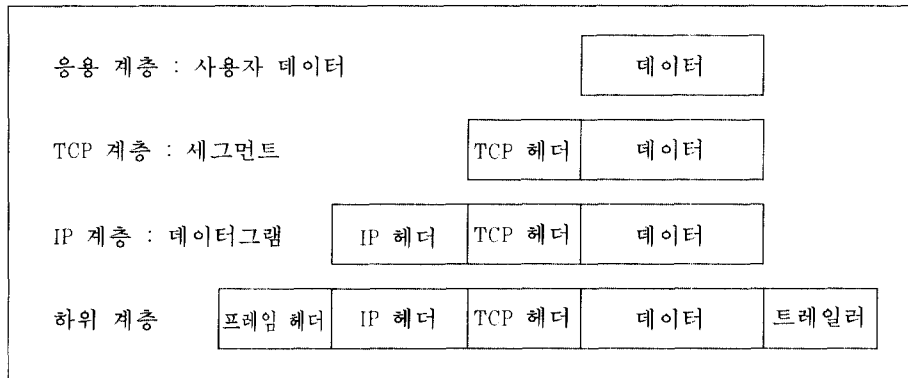 응용 계층 : 사용자 데이터 데이터
TCP 계층 : 세그먼트 TCP 헤더 데이터
IP 계층 : 데이터그램 IP 헤더 TCP 헤더 데이터
하위 계층 프레임 헤더 IP 헤더 TCP 헤더 데이터 트레일러